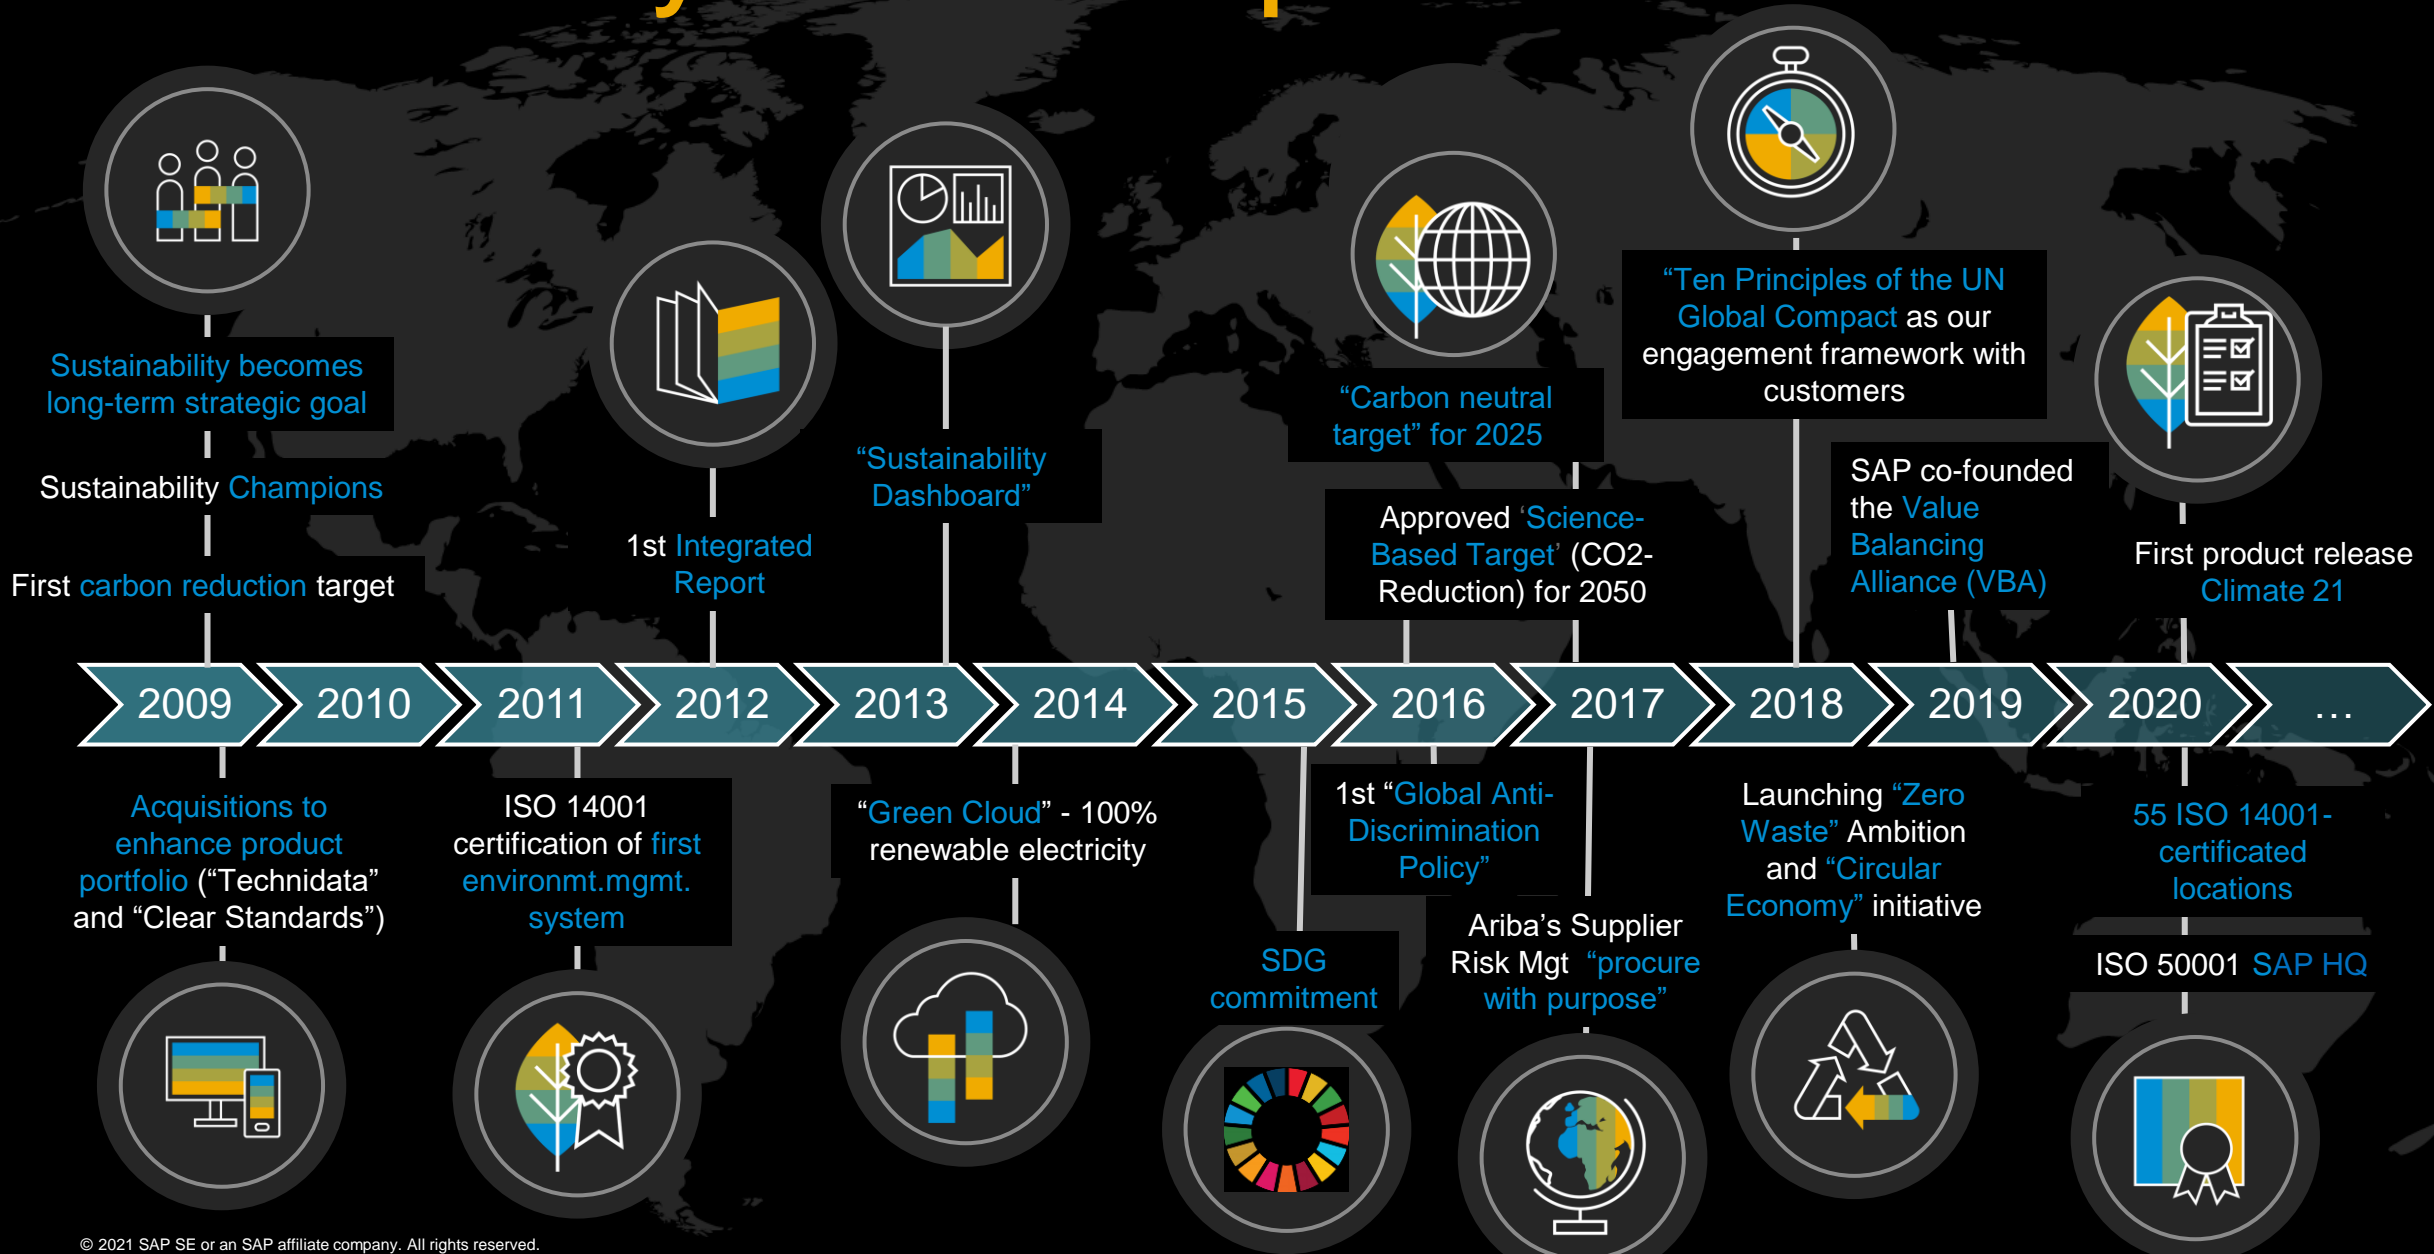 Sustainability becomes
long-term strategic goal
Sustainability Champions
First carbon reduction target
1st Integrated
Report
“Sustainability
Dashboard”
“Carbon neutral
target” for 2025
Approved ‘Science-
Based Target’ (CO2-
Reduction) for 2050
“Ten Principles of the UN
Global Compact as our
engagement framework with
customers
SAP co-founded
the Value
Balancing
Alliance (VBA)
First product release
Climate 21
2009
2010
2011
2012
2013
2014
2015
2016
2017
2018
2019
2020
...
Acquisitions to
enhance product
portfolio (“Technidata”
and “Clear Standards”)
ISO 14001
certification of first
environmt.mgmt.
system
“Green Cloud” - 100%
renewable electricity
SDG
commitment
1st “Global Anti-
Discrimination
Policy”
Ariba’s Supplier
Risk Mgt “procure
with purpose”
Launching “Zero
Waste” Ambition
and “Circular
Economy” initiative
55 ISO 14001-
certificated
locations
ISO 50001 SAP HQ
© 2021 SAP SE or an SAP affiliate company. All rights reserved.